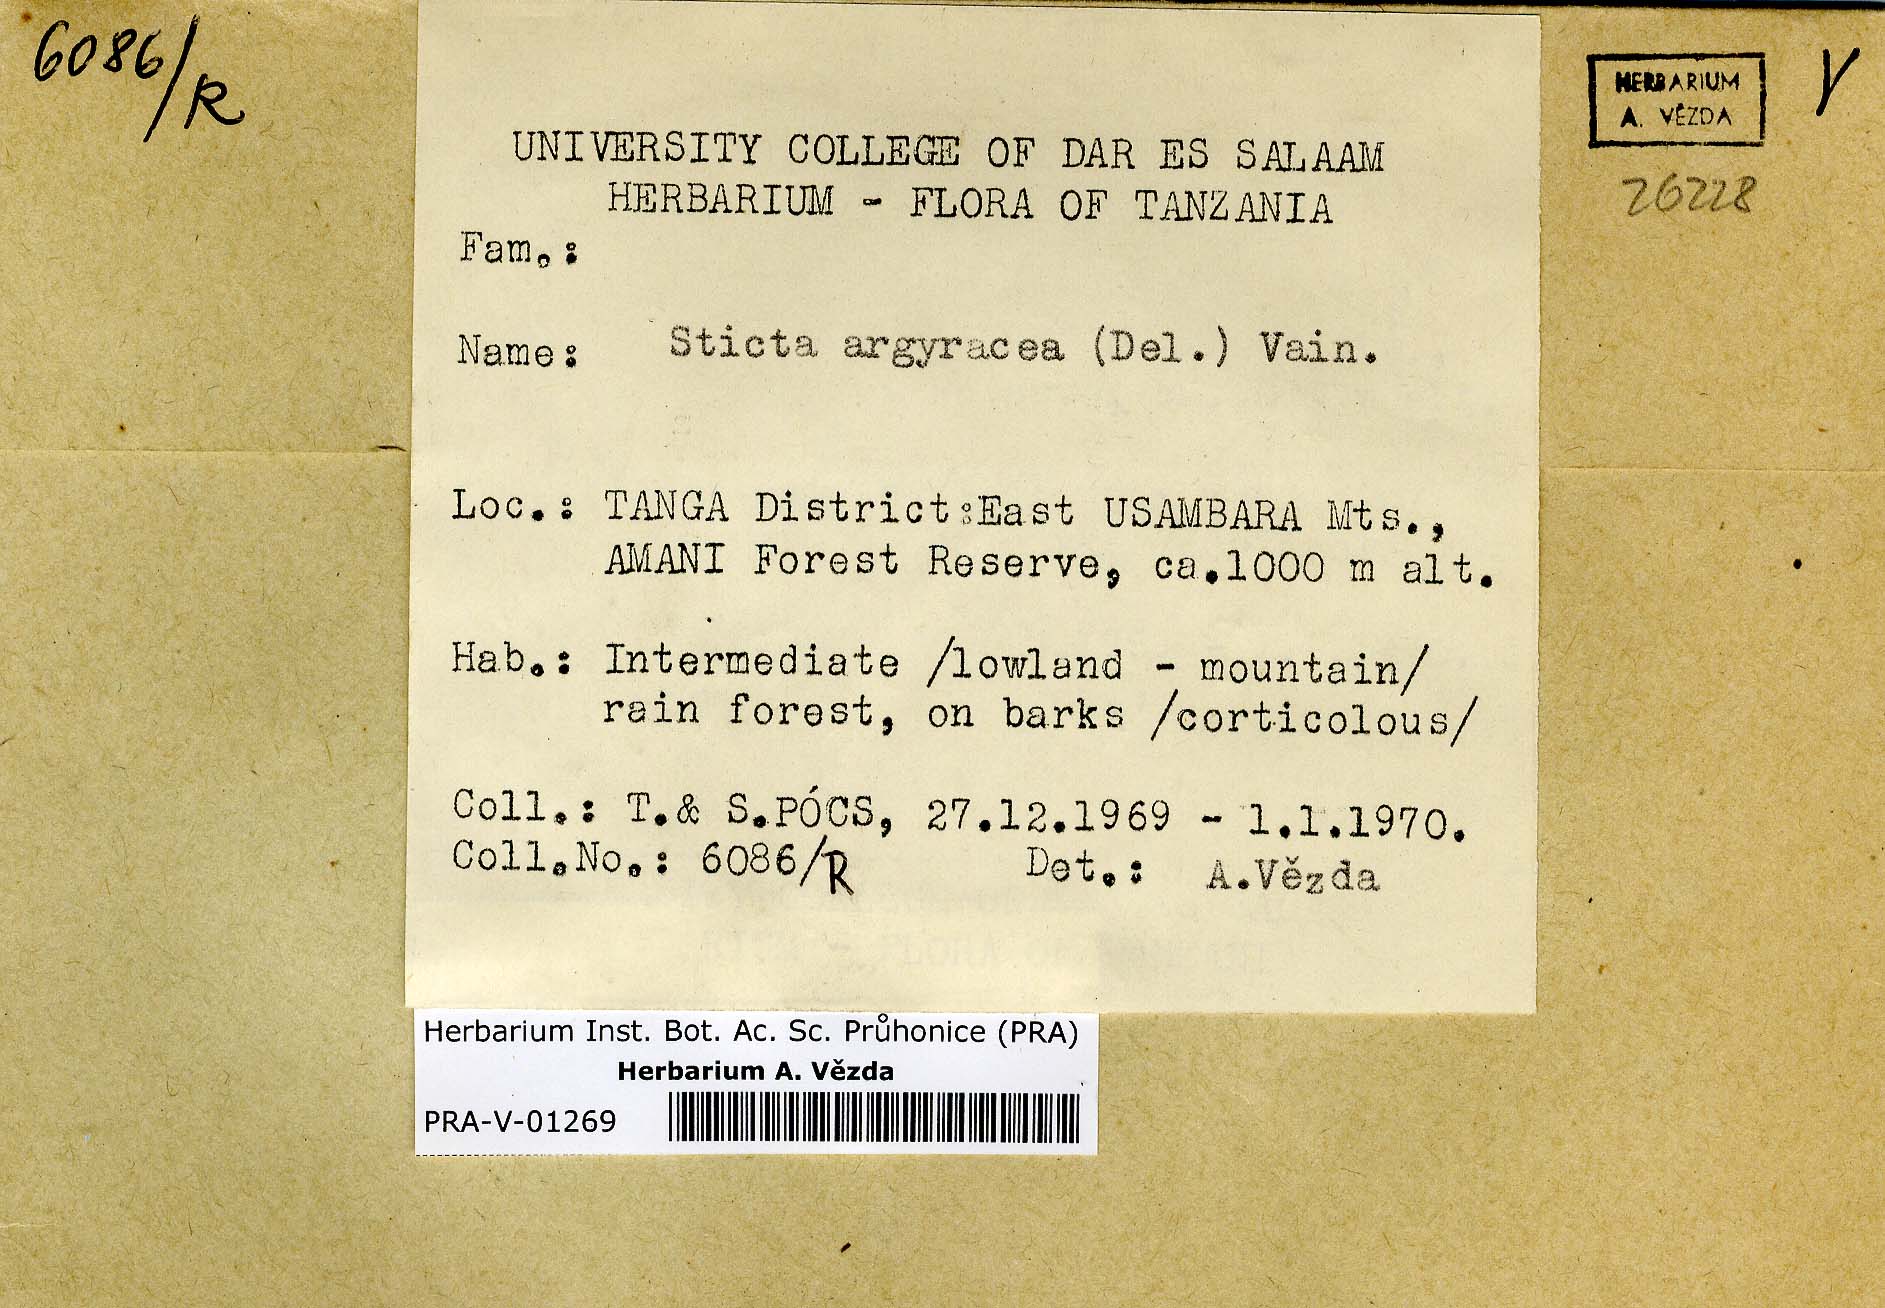 6086/R
HERBARIUM
A. VĚZDA
V
26228
UNIVERSITY COLLEGE OF DAR ES SALAAM
HERBARIUM - FLORA OF TANZANIA
Fam.:
Name: Sticta argyracea (Del.) Vain.
Loc.: TANGA District:East USAMBARA Mts.,
AMANI Forest Reserve, ca.1000 m alt.
Hab.: Intermediate /lowland - mountain/
rain forest, on barks /corticolous/
Coll.: T.& S.PÓCS, 27.12.1969 - 1.1.1970.
Coll.No.: 6086/R Det.: A.Vězda
Herbarium Inst. Bot. Ac. Sc. Průhonice (PRA)
Herbarium A. Vězda
PRA-V-01269